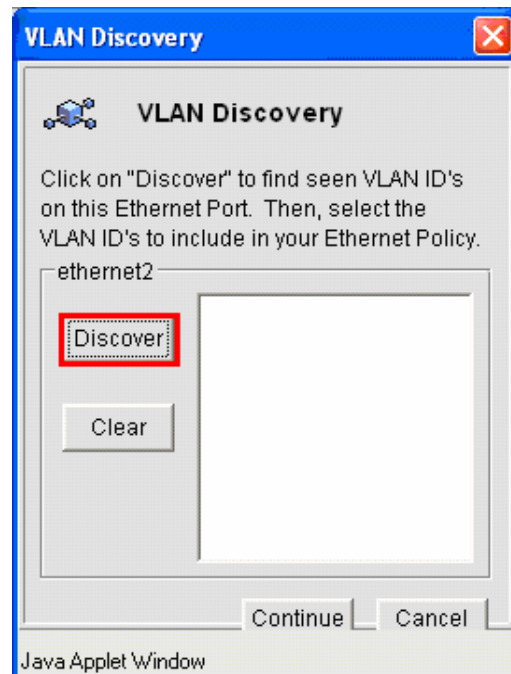 VLAN Discovery
VLAN Discovery
Click on "Discover" to find seen VLAN ID's
on this Ethernet Port. Then, select the
VLAN ID's to include in your Ethernet Policy.
ethernet2
Discover
Clear
Continue Cancel
Java Applet Window